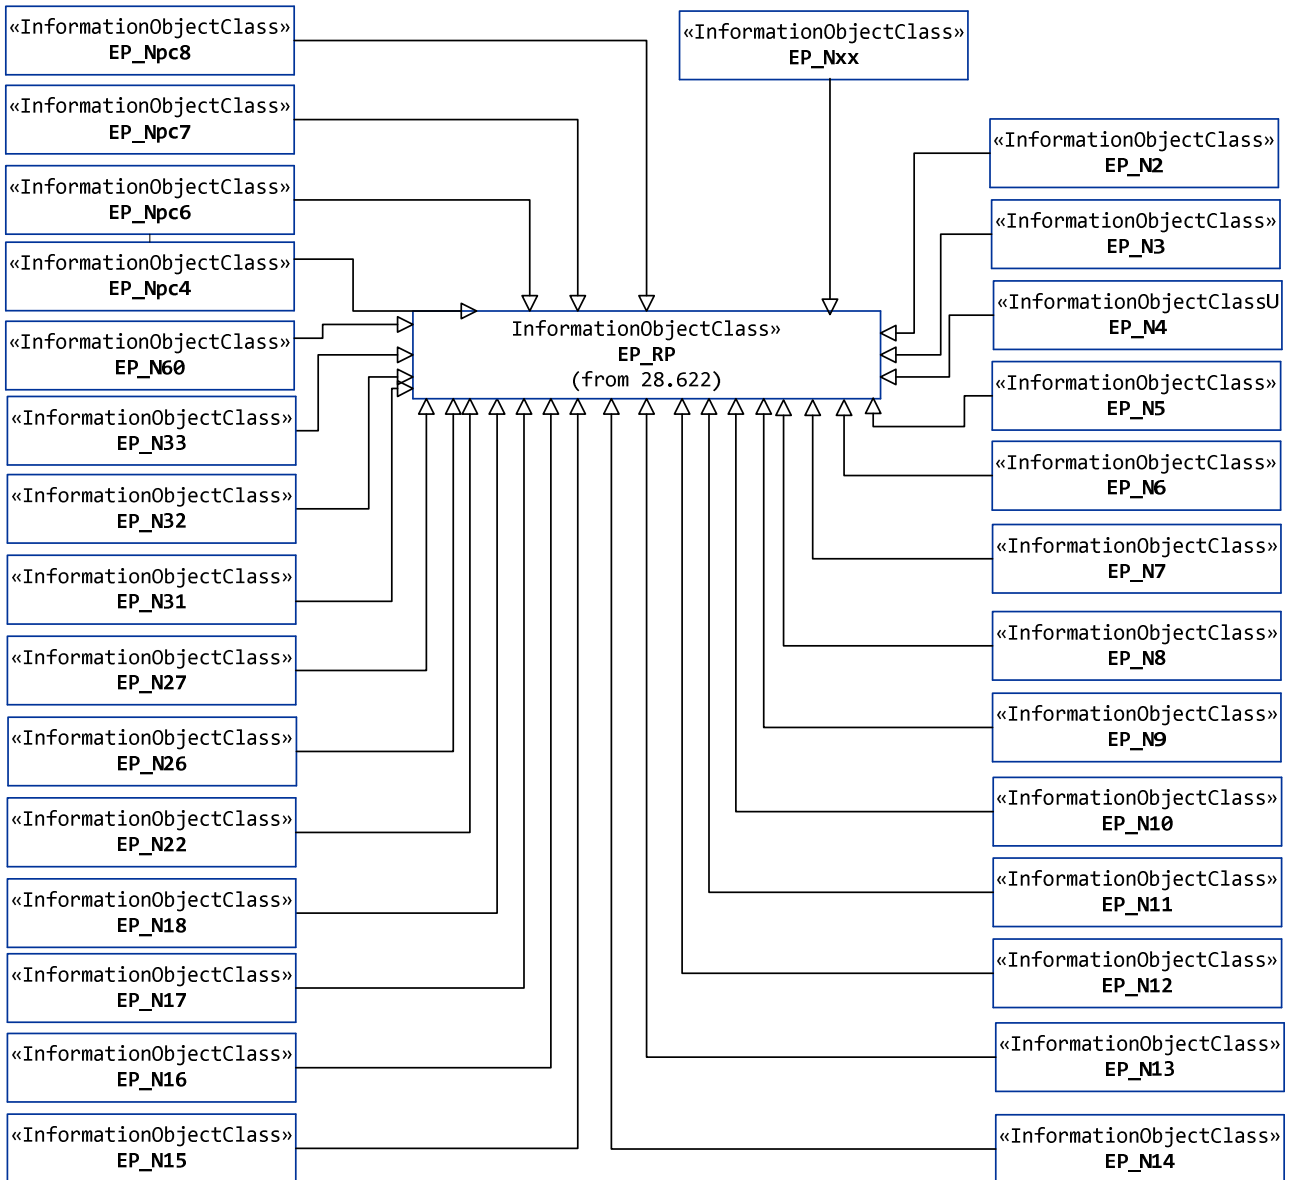 «InformationObjectClass»
EP_Npc8
«InformationObjectClass»
EP_Npc7
«InformationObjectClass»
EP_Npc6
«InformationObjectClass»
EP_Npc4
«InformationObjectClass»
EP_N60
«InformationObjectClass»
EP_N33
«InformationObjectClass»
EP_N32
«InformationObjectClass»
EP_N31
«InformationObjectClass»
EP_N27
«InformationObjectClass»
EP_N26
«InformationObjectClass»
EP_N22
«InformationObjectClass»
EP_N18
«InformationObjectClass»
EP_N17
«InformationObjectClass»
EP_N16
«InformationObjectClass»
EP_N15
«InformationObjectClass»
EP_Nxx
InformationObjectClass»
EP_RP
(from 28.622)
«InformationObjectClass»
EP_N2
«InformationObjectClass»
EP_N3
«InformationObjectClassU
EP_N4
«InformationObjectClass»
EP_N5
«InformationObjectClass»
EP_N6
«InformationObjectClass»
EP_N7
«InformationObjectClass»
EP_N8
«InformationObjectClass»
EP_N9
«InformationObjectClass»
EP_N10
«InformationObjectClass»
EP_N11
«InformationObjectClass»
EP_N12
«InformationObjectClass»
EP_N13
«InformationObjectClass»
EP_N14